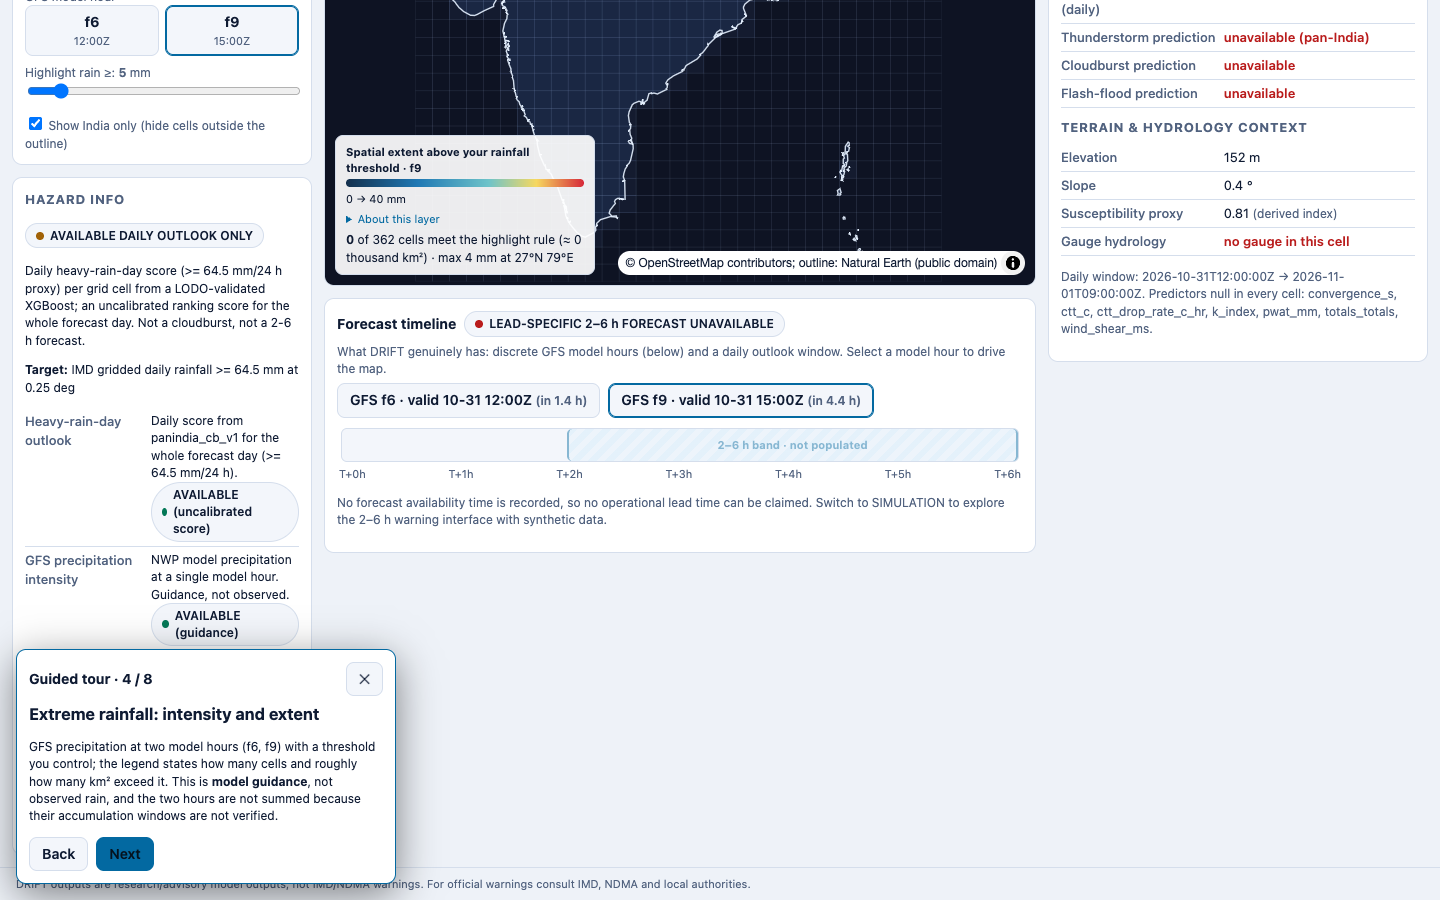 f6
12:00Z
f9
15:00Z
Highlight rain ≥: 5 mm
Show India only (hide cells outside the
outline)
HAZARD INFO
AVAILABLE DAILY OUTLOOK ONLY
Daily heavy-rain-day score (>= 64.5 mm/24 h
proxy) per grid cell from a LODO-validated
XGBoost; an uncalibrated ranking score for the
whole forecast day. Not a cloudburst, not a 2-6
h forecast.
Target: IMD gridded daily rainfall >= 64.5 mm at
0.25 deg
Heavy-rain-day
outlook
Daily score from
panindia_cb_v1 for the
whole forecast day (>=
64.5 mm/24 h).
AVAILABLE
(uncalibrated
score)
GFS precipitation
intensity
NWP model precipitation
at a single model hour.
Guidance, not observed.
AVAILABLE
(guidance)
Guided tour · 4 / 8
Extreme rainfall: intensity and extent
GFS precipitation at two model hours (f6, f9) with a threshold
you control; the legend states how many cells and roughly
how many km² exceed it. This is model guidance, not
observed rain, and the two hours are not summed because
their accumulation windows are not verified.
Back
Next
Spatial extent above your rainfall
threshold · f9
0 → 40 mm
About this layer
0 of 362 cells meet the highlight rule (≈ 0
thousand km²) · max 4 mm at 27°N 79°E
© OpenStreetMap contributors; outline: Natural Earth (public domain)
Forecast timeline
LEAD-SPECIFIC 2–6 h FORECAST UNAVAILABLE
What DRIFT genuinely has: discrete GFS model hours (below) and a daily outlook window. Select a model hour to drive
the map.
GFS f6 · valid 10-31 12:00Z (in 1.4 h)
GFS f9 · valid 10-31 15:00Z (in 4.4 h)
2–6 h band · not populated
T+0h T+1h T+2h T+3h T+4h T+5h T+6h
No forecast availability time is recorded, so no operational lead time can be claimed. Switch to SIMULATION to explore
the 2–6 h warning interface with synthetic data.
(daily)
Thunderstorm prediction unavailable (pan-India)
Cloudburst prediction unavailable
Flash-flood prediction unavailable
TERRAIN & HYDROLOGY CONTEXT
Elevation 152 m
Slope 0.4 °
Susceptibility proxy 0.81 (derived index)
Gauge hydrology no gauge in this cell
Daily window: 2026-10-31T12:00:00Z → 2026-11-
01T09:00:00Z. Predictors null in every cell: convergence_s,
ctt_c, ctt_drop_rate_c_hr, k_index, pwat_mm, totals_totals,
wind_shear_ms.
DRIFT outputs are research/advisory model outputs, not IMD/NDMA warnings. For official warnings consult IMD, NDMA and local authorities.